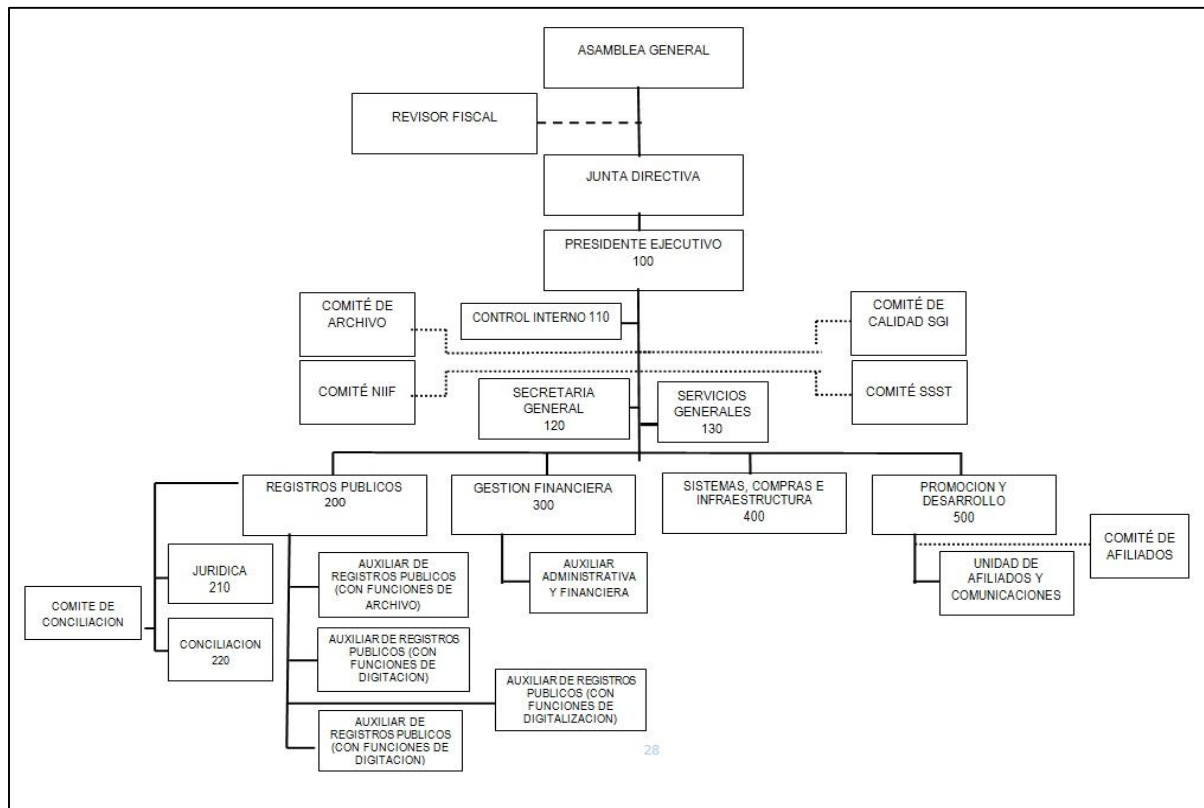 ASAMBLEA GENERAL
REVISOR FISCAL
JUNTA DIRECTIVA
PRESIDENTE EJECUTIVO
100
COMITÉ DE
ARCHIVO
CONTROL INTERNO 110
COMITÉ DE
CALIDAD SGI
COMITÉ NIIF
SECRETARIA
GENERAL
120
SERVICIOS
GENERALES
130
COMITÉ SSST
REGISTROS PUBLICOS
200
GESTION FINANCIERA
300
SISTEMAS, COMPRAS E
INFRAESTRUCTURA
400
PROMOCION Y
DESARROLLO
500
COMITÉ DE
AFILIADOS
JURIDICA
210
AUXILIAR DE
REGISTROS PUBLICOS
(CON FUNCIONES DE
ARCHIVO)
AUXILIAR
ADMINISTRATIVA
Y FINANCIERA
UNIDAD DE
AFILIADOS Y
COMUNICACIONES
COMITE DE
CONCILIACION
CONCILIACION
220
AUXILIAR DE REGISTROS
PUBLICOS (CON
FUNCIONES DE
DIGITACION)
AUXILIAR DE REGISTROS
PUBLICOS (CON
FUNCIONES DE
DIGITALIZACION)
AUXILIAR DE
REGISTROS PUBLICOS
(CON FUNCIONES DE
DIGITACION)
28